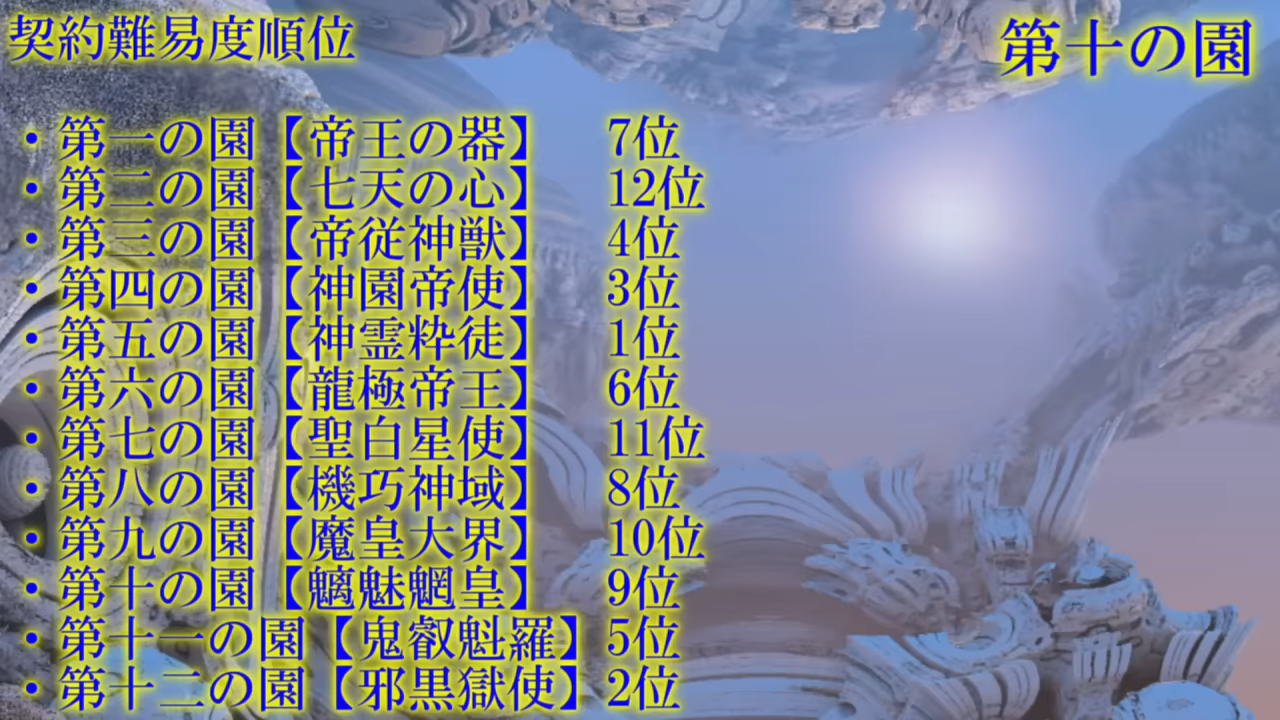 契約難易度順位
第十の園
・第一の園【帝王の器】 7位
・第二の園【七天の心】 12位
・第三の園【帝従神獣】 4位
・第四の園【神園帝使】 3位
・第五の園【神霊粋徒】 1位
・第六の園【龍極帝王】 6位
・第七の園【聖白星使】 11位
・第八の園【機巧神域】 8位
・第九の園【魔皇大界】 10位
・第十の園【魑魅魍皇】 9位
・第十一の園【鬼叡魁羅】 5位
・第十二の園【邪黒獄使】 2位